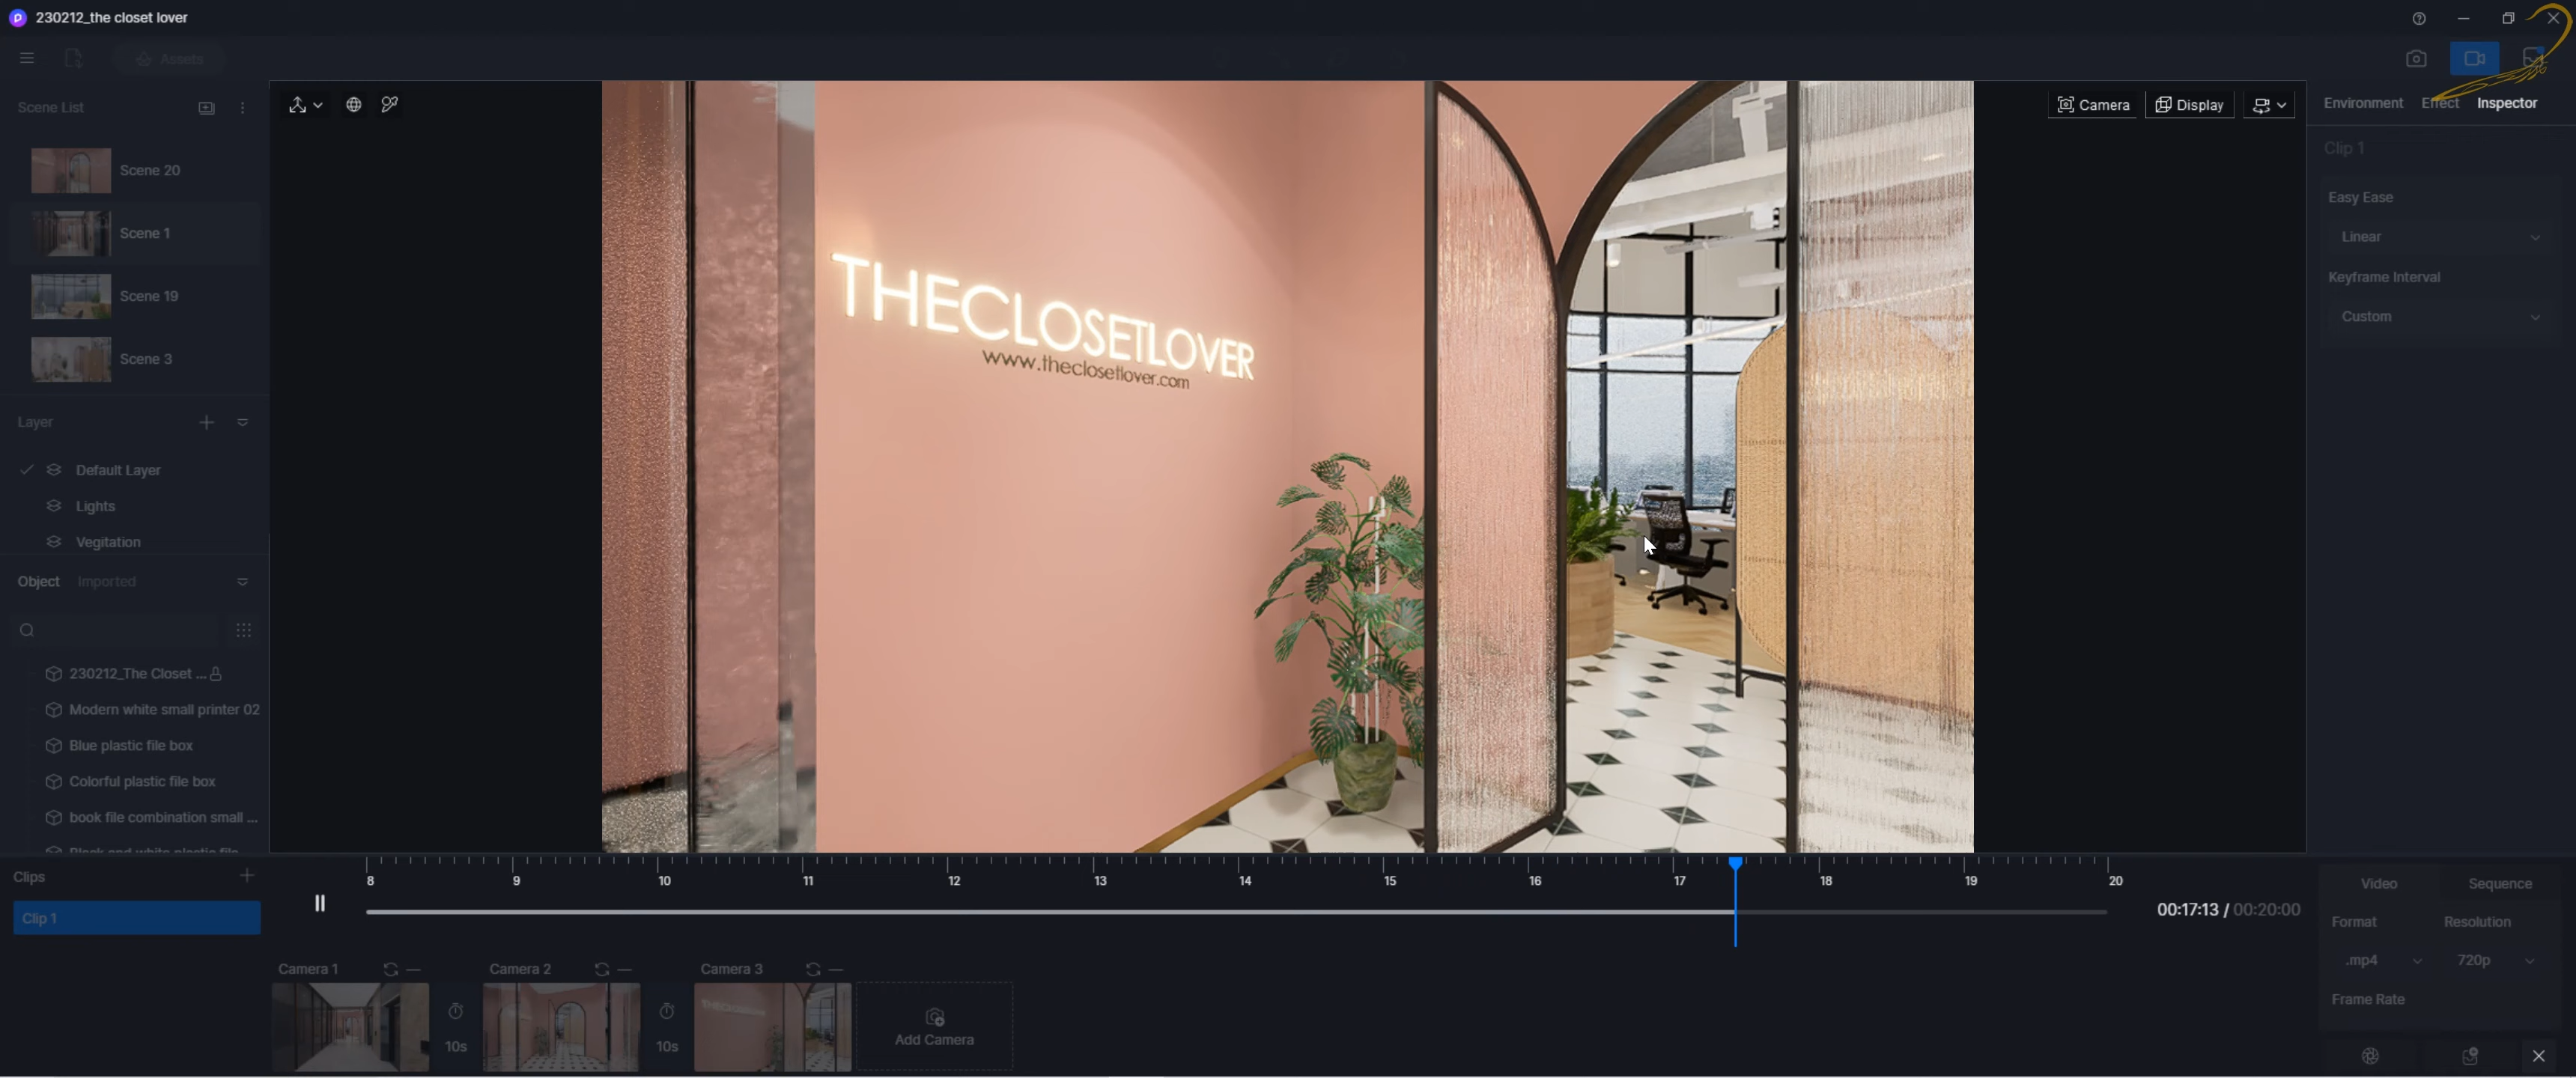 230212_the closet lover
Assets
Scene List
Scene 20
Scene 1
Scene 19
Scene 3
Layer
Default Layer
Lights
Vegitation
Object Imported
230212_The Closet ...
Modern white small printer 02
Blue plastic file box
Colorful plastic file box
book file combination small ...
Black and white plastic file
Camera Display
THECLOSETLOVER
www.theclosetlover.com
Environment Effect Inspector
Clip 1
Easy Ease
Linear
Keyframe Interval
Custom
Clips
Clip 1
8 9 10 11 12 13 14 15 16 17 18 19 20
00:17:13 / 00:20:00
Camera 1 Camera 2 Camera 3
10s 10s
Add Camera
Video Sequence
Format Resolution
.mp4 720p
Frame Rate